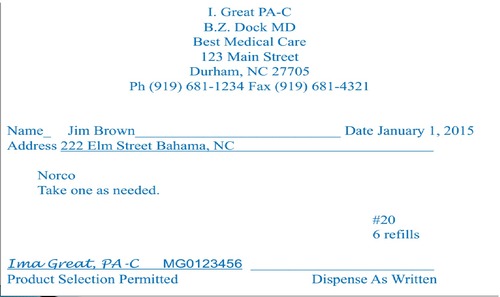 I. Great PA-C
B.Z. Dock MD
Best Medical Care
123 Main Street
Durham, NC 27705
Ph (919) 681-1234 Fax (919) 681-4321
Name_ Jim Brown Date January 1, 2015
Address 222 Elm Street Bahama, NC
Norco
Take one as needed.
#20
6 refills
Ima Great, PA-C MG0123456
Product Selection Permitted Dispense As Written